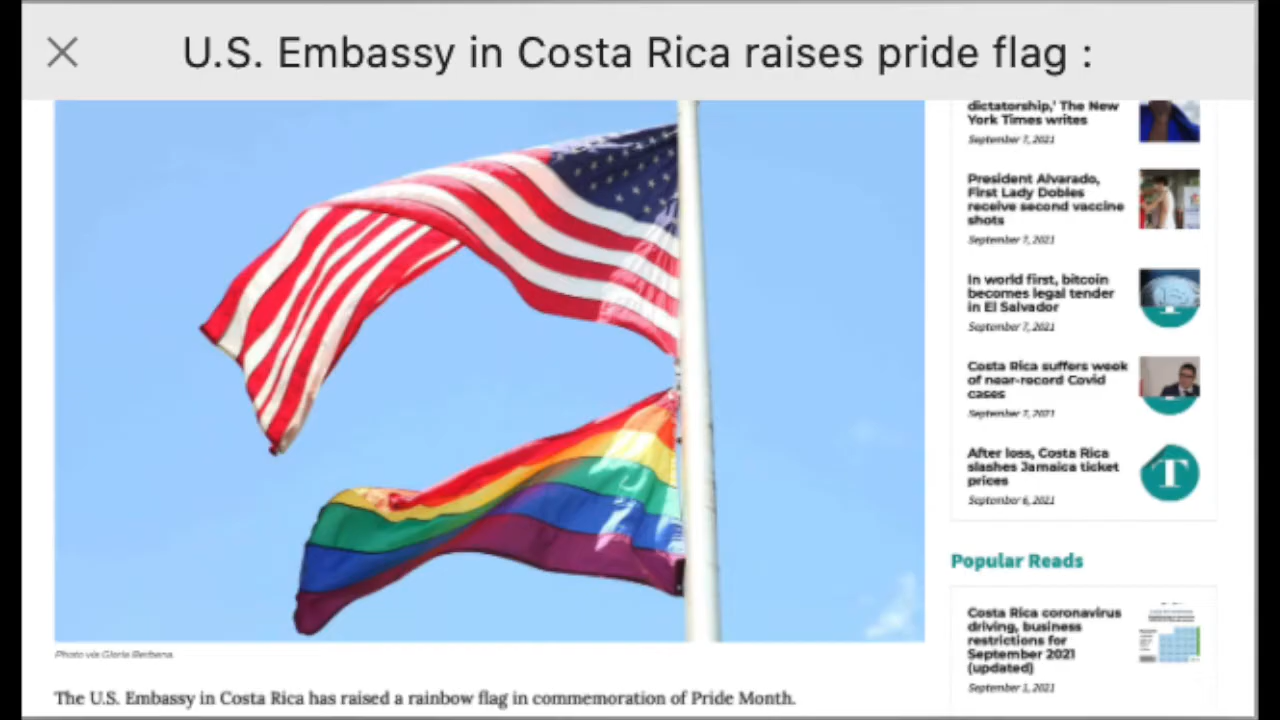 U.S. Embassy in Costa Rica raises pride flag :
dictatorship,' The New
York Times writes
September 7, 2021
President Alvarado,
First Lady Dobles
receive second vaccine
shots
September 7, 2021
In world first, bitcoin
becomes legal tender
in El Salvador
September 7, 2021
Costa Rica suffers week
of near-record Covid
cases
September 7, 2021
After loss, Costa Rica
slashes Jamaica ticket
prices
September 6, 2021
T
Popular Reads
Costa Rica coronavirus
driving, business
restrictions for
September 2021
(updated)
September 1, 2021
Photo via Gloria
The U.S. Embassy in Costa Rica has raised a rainbow flag in commemoration of Pride Month.